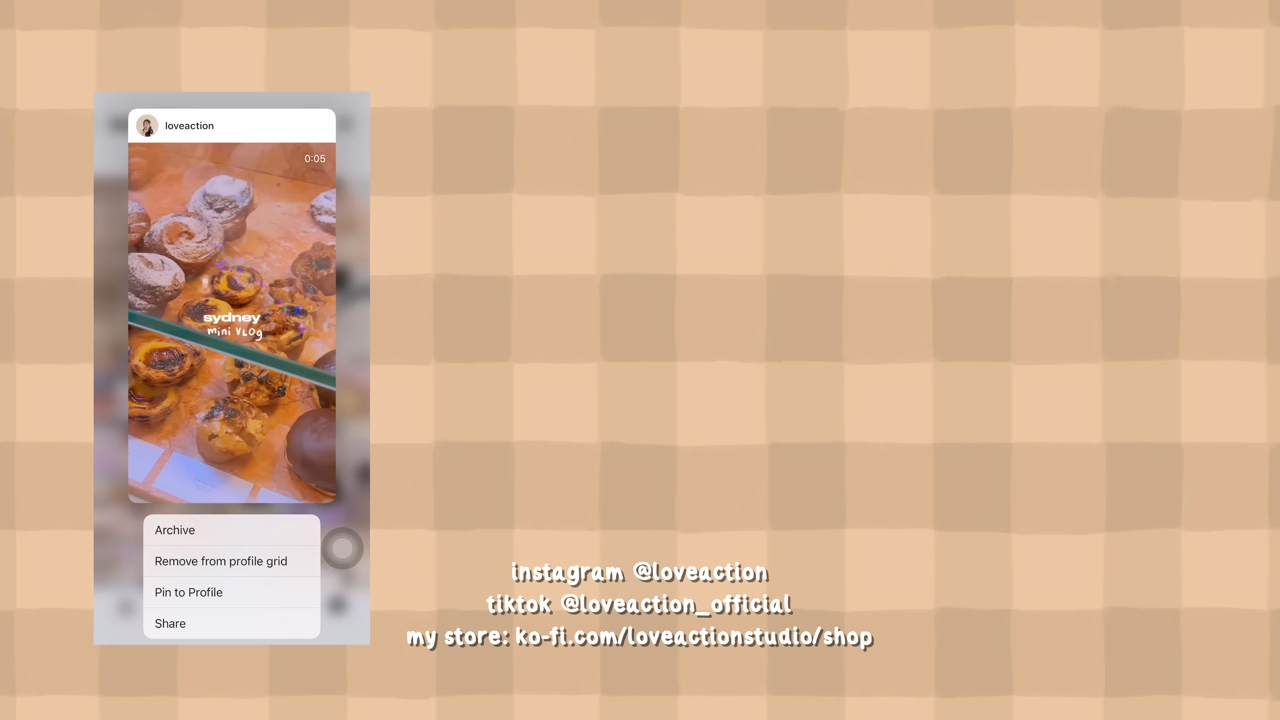 loveaction
0:05
sydney
mini VLOg
Archive
Remove from profile grid
Pin to Profile
Share
instagram @loveaction
tiktok @loveaction_official
my store: ko-fi.com/loveactionstudio/shop